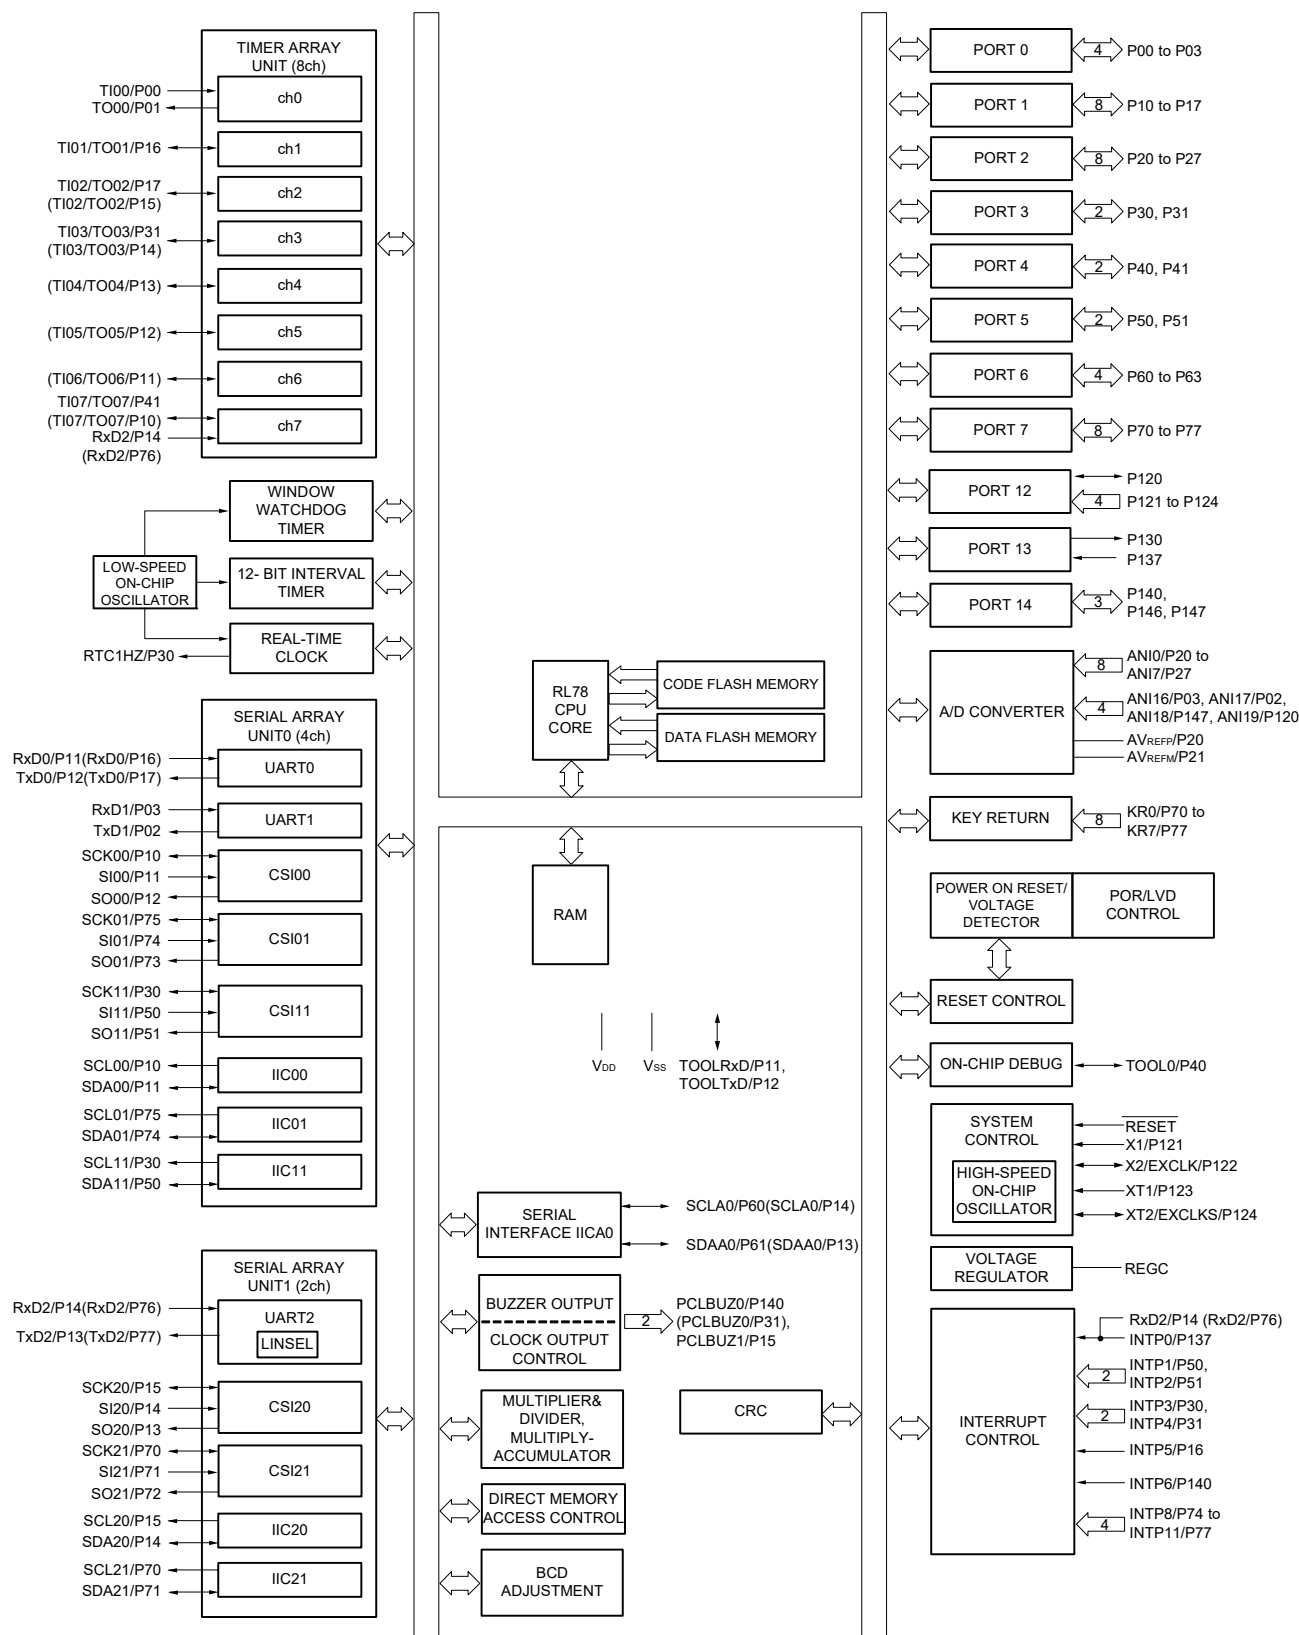 TIMER ARRAY
UNIT (8ch)
TI00/P00
TO00/P01
ch0
TI01/TO01/P16
ch1
TI02/TO02/P17
(TI02/TO02/P15)
ch2
TI03/TO03/P31
(TI03/TO03/P14)
ch3
(TI04/TO04/P13)
ch4
(TI05/TO05/P12)
ch5
(TI06/TO06/P11)
ch6
TI07/TO07/P41
(TI07/TO07/P10)
RxD2/P14
(RxD2/P76)
ch7
WINDOW
WATCHDOG
TIMER
LOW-SPEED
ON-CHIP
OSCILLATOR
12- BIT INTERVAL
TIMER
REAL-TIME
CLOCK
RTC1HZ/P30
SERIAL ARRAY
UNIT0 (4ch)
RxD0/P11(RxD0/P16)
TxD0/P12(TxD0/P17)
UART0
RxD1/P03
TxD1/P02
UART1
SCK00/P10
SI00/P11
SO00/P12
CSI00
SCK01/P75
SI01/P74
SO01/P73
CSI01
SCK11/P30
SI11/P50
SO11/P51
CSI11
SCL00/P10
SDA00/P11
IIC00
SCL01/P75
SDA01/P74
IIC01
SCL11/P30
SDA11/P50
IIC11
SERIAL ARRAY
UNIT1 (2ch)
RxD2/P14(RxD2/P76)
TxD2/P13(TxD2/P77)
UART2
LINSEL
SCK20/P15
SI20/P14
SO20/P13
CSI20
SCK21/P70
SI21/P71
SO21/P72
CSI21
SCL20/P15
SDA20/P14
IIC20
SCL21/P70
SDA21/P71
IIC21
RL78
CPU
CORE
CODE FLASH MEMORY
DATA FLASH MEMORY
RAM
VDD
VSS
TOOLRxD/P11,
TOOLTxD/P12
SERIAL
INTERFACE IICA0
SCLA0/P60(SCLA0/P14)
SDAA0/P61(SDAA0/P13)
BUZZER OUTPUT
CLOCK OUTPUT
CONTROL
2
PCLBUZ0/P140
(PCLBUZ0/P31),
PCLBUZ1/P15
MULTIPLIER&
DIVIDER,
MULITIPLY-
ACCUMULATOR
CRC
DIRECT MEMORY
ACCESS CONTROL
BCD
ADJUSTMENT
PORT 0
4
P00 to P03
PORT 1
8
P10 to P17
PORT 2
8
P20 to P27
PORT 3
2
P30, P31
PORT 4
2
P40, P41
PORT 5
2
P50, P51
PORT 6
4
P60 to P63
PORT 7
8
P70 to P77
PORT 12
P120
4
P121 to P124
PORT 13
P130
P137
PORT 14
3
P140,
P146, P147
A/D CONVERTER
8
ANI0/P20 to
ANI7/P27
4
ANI16/P03, ANI17/P02,
ANI18/P147, ANI19/P120
AVREFP/P20
AVREFM/P21
KEY RETURN
8
KR0/P70 to
KR7/P77
POWER ON RESET/
VOLTAGE
DETECTOR
POR/LVD
CONTROL
RESET CONTROL
ON-CHIP DEBUG
TOOL0/P40
SYSTEM
CONTROL
HIGH-SPEED
ON-CHIP
OSCILLATOR
RESET
X1/P121
X2/EXCLK/P122
XT1/P123
XT2/EXCLKS/P124
VOLTAGE
REGULATOR
REGC
INTERRUPT
CONTROL
RxD2/P14 (RxD2/P76)
INTP0/P137
2
INTP1/P50,
INTP2/P51
2
INTP3/P30,
INTP4/P31
INTP5/P16
INTP6/P140
4
INTP8/P74 to
INTP11/P77